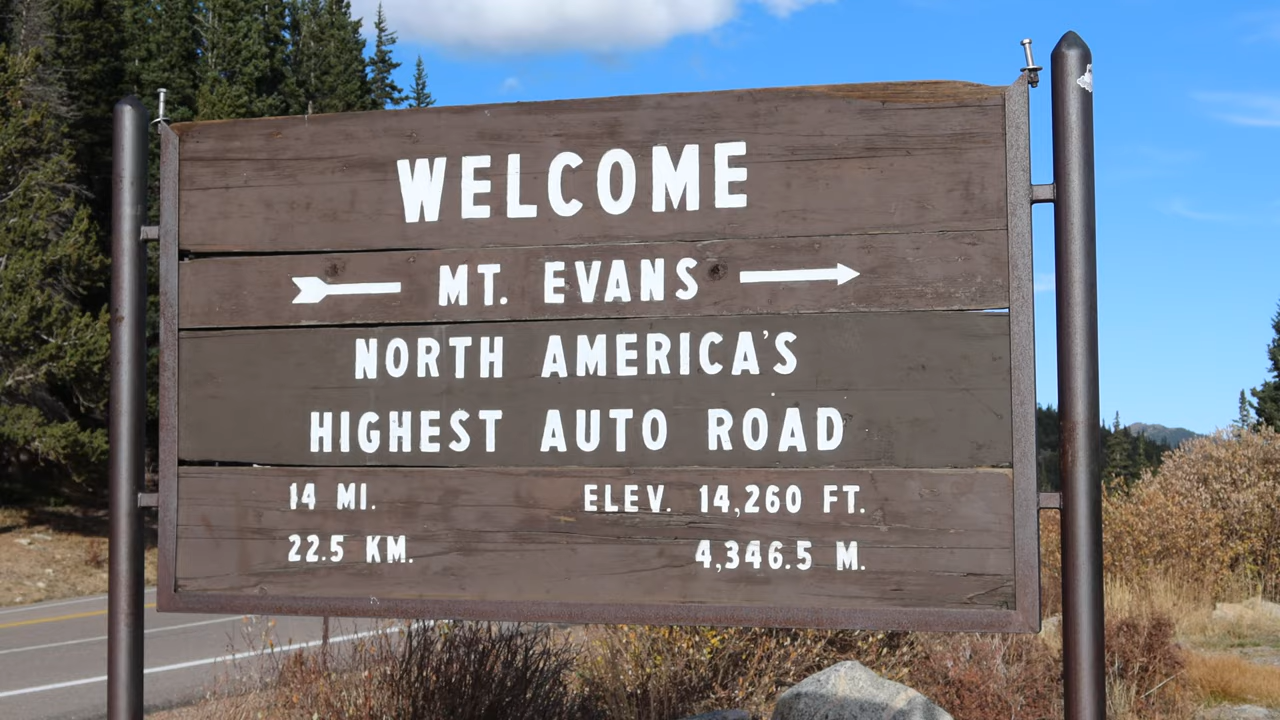 WELCOME
MT. EVANS
NORTH AMERICA'S
HIGHEST AUTO ROAD
14 MI. ELEV. 14,260 FT.
22.5 KM. 4,346.5 M.